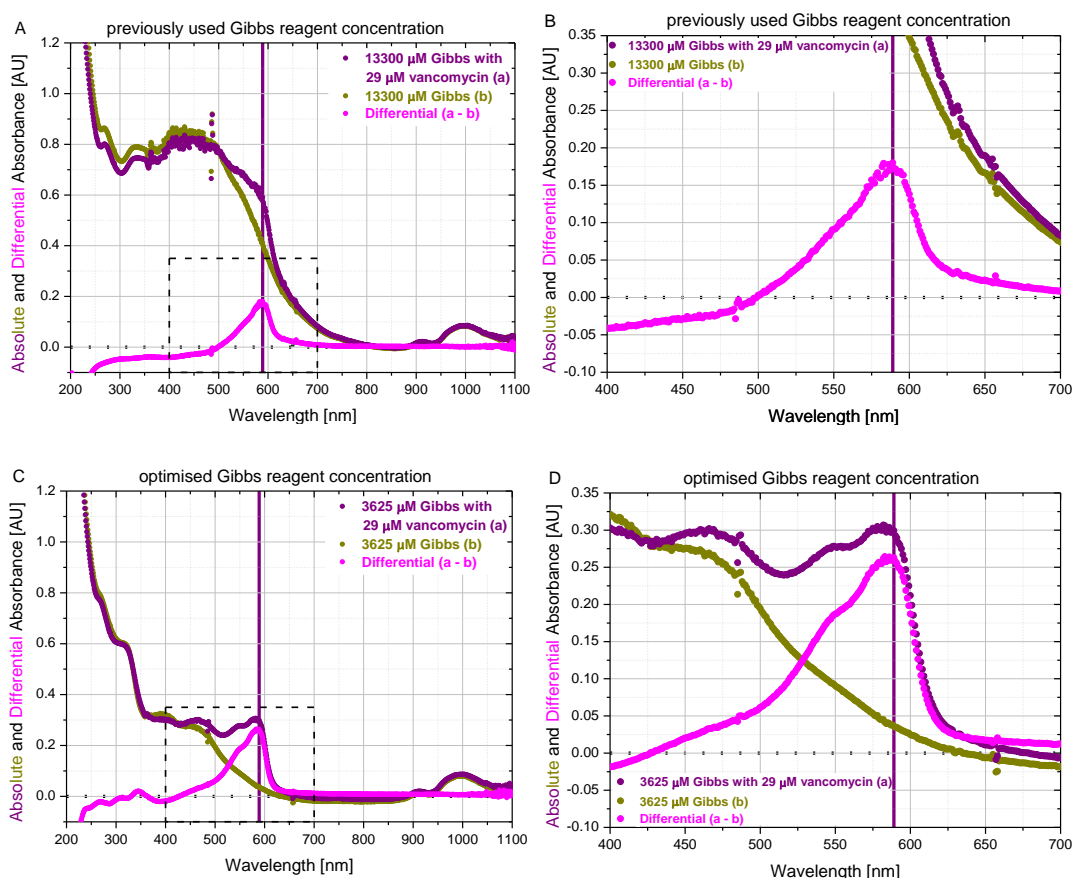 A
previously used Gibbs reagent concentration
Absolute and Differential Absorbance [AU]
1.2
1.0
0.8
0.6
0.4
0.2
0.0
13300 µM Gibbs with
29 µM vancomycin (a)
13300 µM Gibbs (b)
Differential (a - b)
200 300 400 500 600 700 800 900 1000 1100
Wavelength [nm]
B
previously used Gibbs reagent concentration
Absolute and Differential Absorbance [AU]
0.35
0.30
0.25
0.20
0.15
0.10
0.05
0.00
-0.05
-0.10
13300 µM Gibbs with 29 µM vancomycin (a)
13300 µM Gibbs (b)
Differential (a - b)
400 450 500 550 600 650 700
Wavelength [nm]
C
optimised Gibbs reagent concentration
Absolute and Differential Absorbance [AU]
1.2
1.0
0.8
0.6
0.4
0.2
0.0
3625 µM Gibbs with
29 µM vancomycin (a)
3625 µM Gibbs (b)
Differential (a - b)
200 300 400 500 600 700 800 900 1000 1100
Wavelength [nm]
D
optimised Gibbs reagent concentration
Absolute and Differential Absorbance [AU]
0.35
0.30
0.25
0.20
0.15
0.10
0.05
0.00
-0.05
-0.10
3625 µM Gibbs with 29 µM vancomycin (a)
3625 µM Gibbs (b)
Differential (a - b)
400 450 500 550 600 650 700
Wavelength [nm]